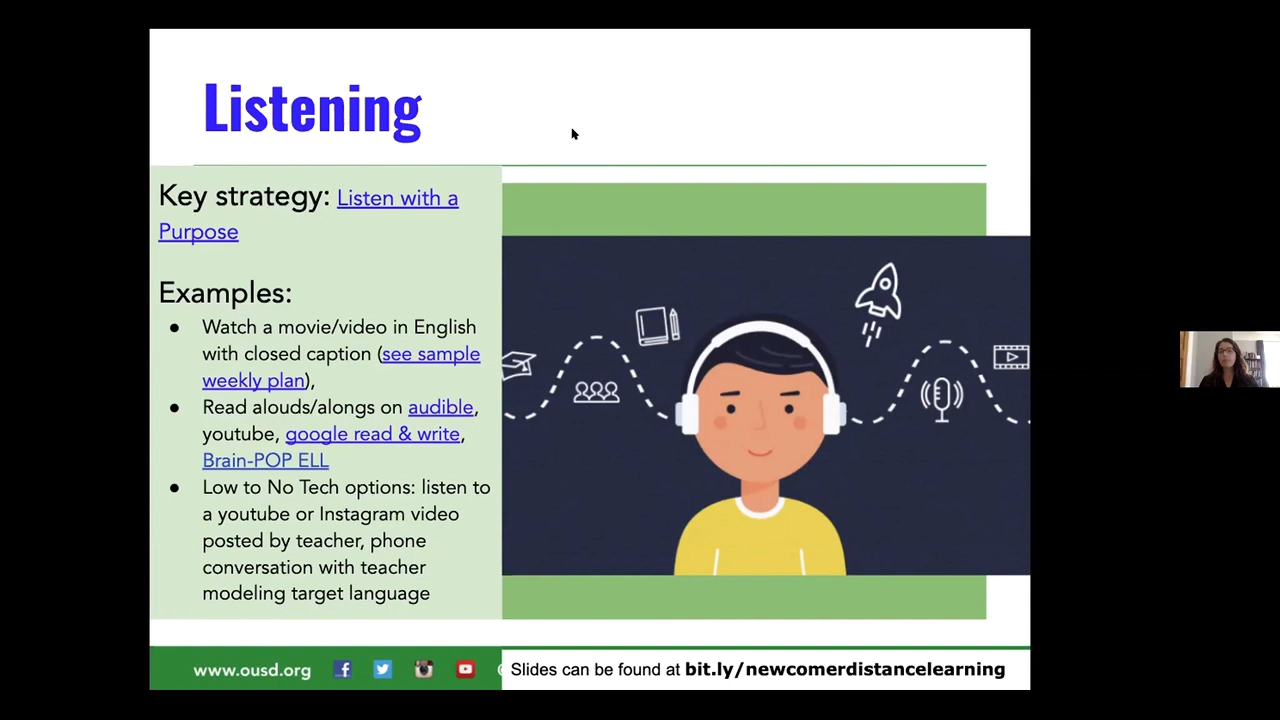 Listening
Key strategy: Listen with a
Purpose
Examples:
● Watch a movie/video in English
with closed caption (see sample
weekly plan),
● Read alouds/alongs on audible,
youtube, google read & write,
Brain-POP ELL
● Low to No Tech options: listen to
a youtube or Instagram video
posted by teacher, phone
conversation with teacher
modeling target language
www.ousd.org
Slides can be found at bit.ly/newcomerdistancelearning